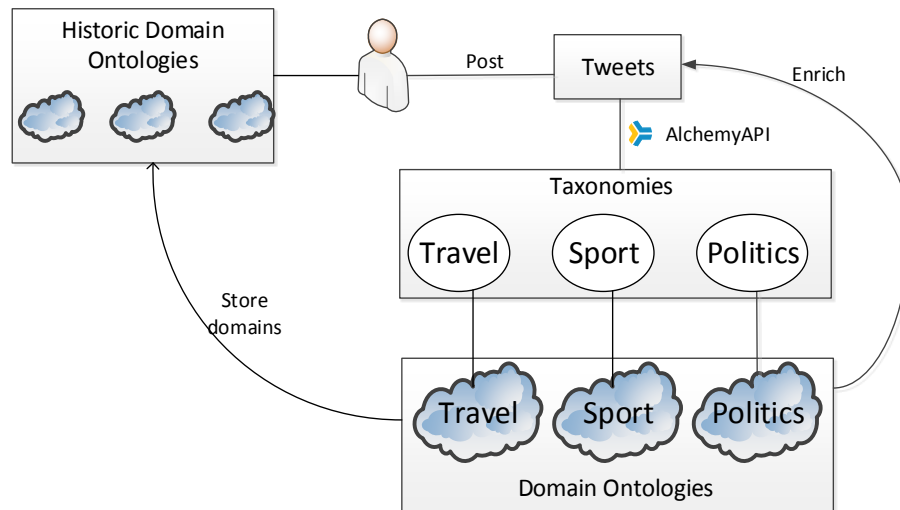 Historic Domain
Ontologies
Post
Tweets
Enrich
AlchemyAPI
Taxonomies
Travel
Sport
Politics
Store
domains
Travel
Sport
Politics
Domain Ontologies